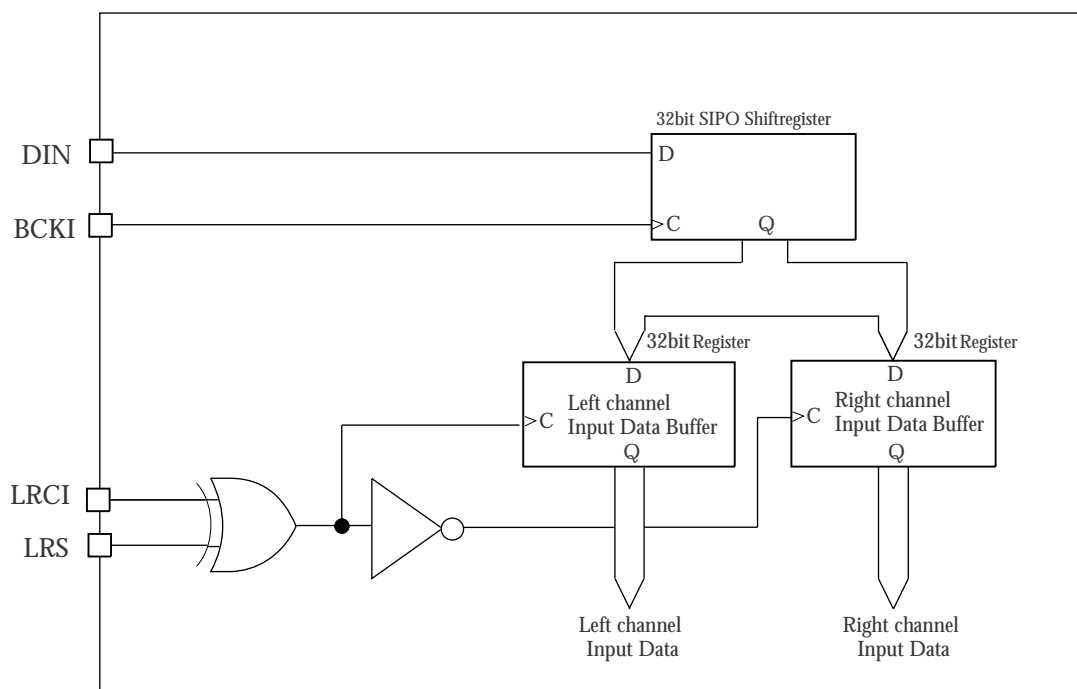 32bit SIPO Shiftregister
DIN
D
BCKI
C
Q
32bit Register
32bit Register
D
D
C
Left channel
Input Data Buffer
C
Right channel
Input Data Buffer
Q
Q
LRCI
LRS
Left channel
Input Data
Right channel
Input Data